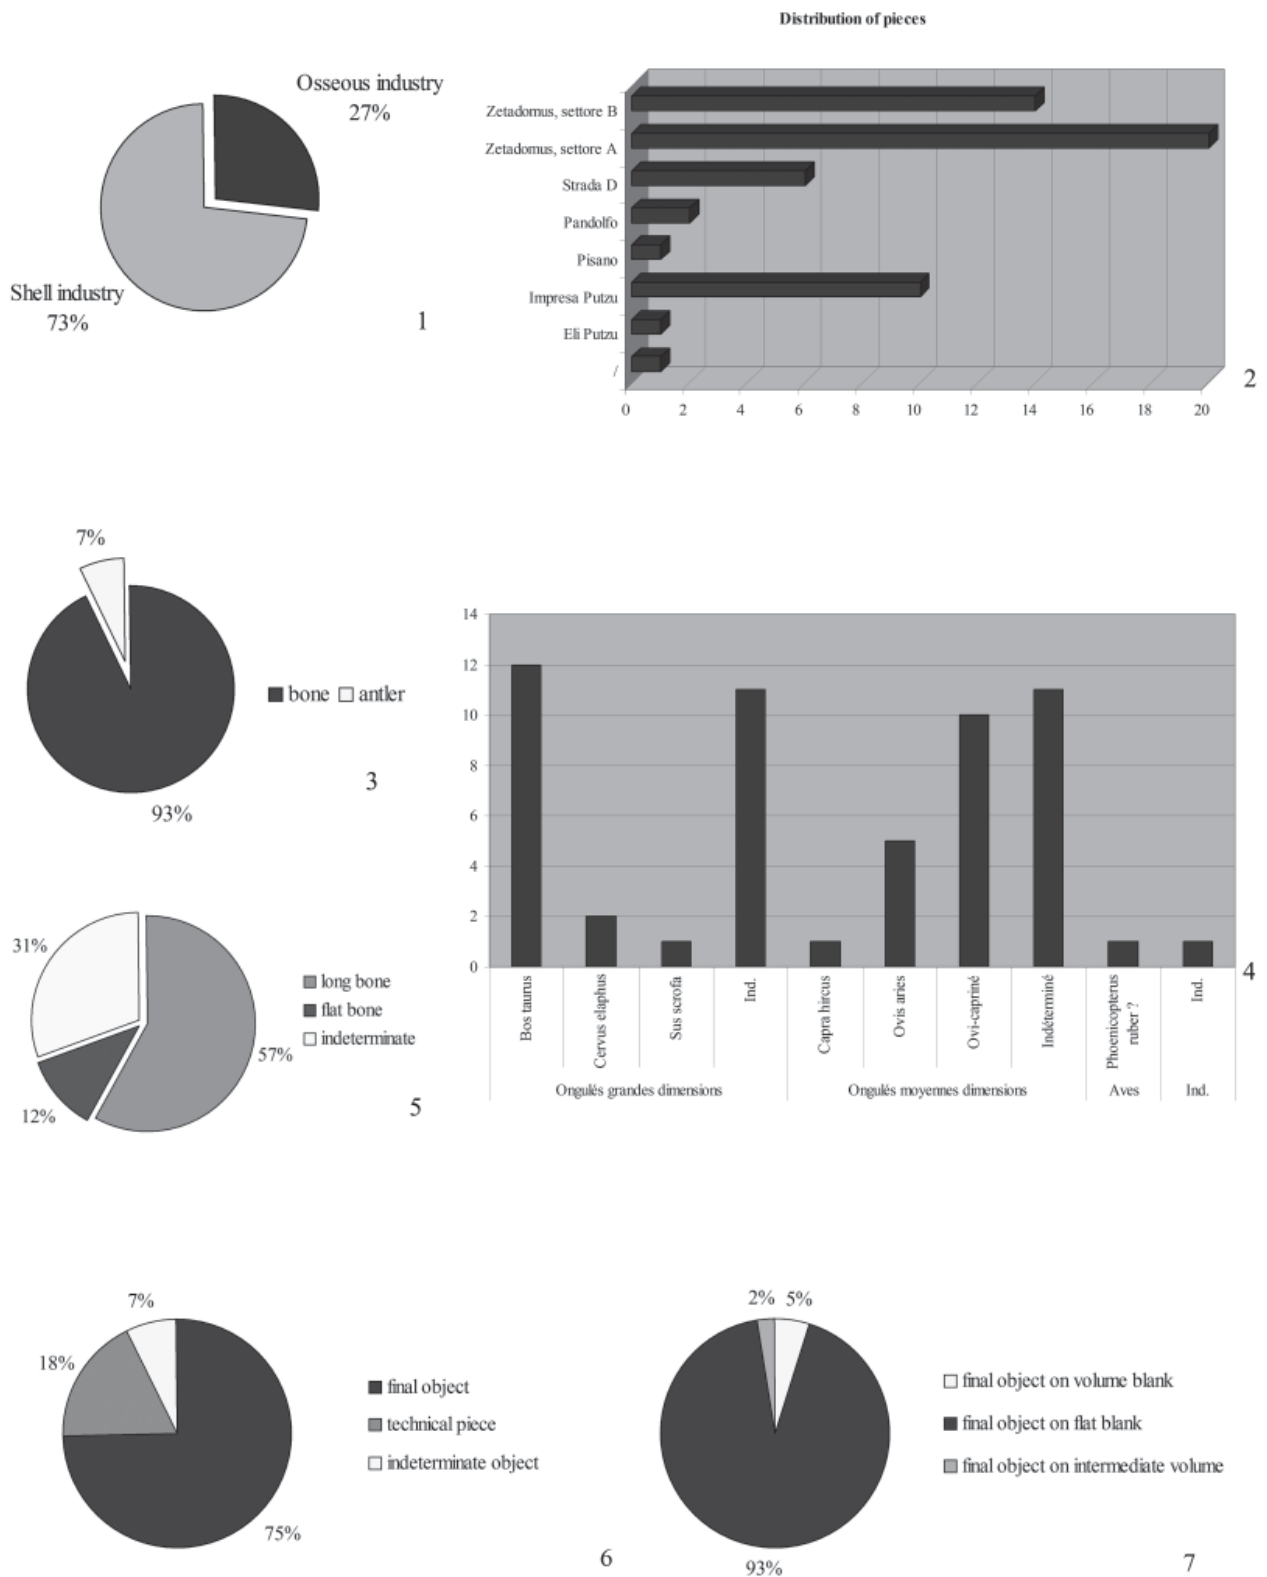 Distribution of pieces
Osseous industry
27%
Shell industry
73%
1
Zetadomus, settore B
Zetadomus, settore A
Strada D
Pandolfo
Pisano
Impresa Putzu
Eli Putzu
/
0 2 4 6 8 10 12 14 16 18 20
2
7%
bone antler
93%
3
14
12
10
8
6
4
2
0
Bos taurus
Cervus elaphus
Sus scrofa
Ind.
Capra hircus
Ovis aries
Ovi-capriné
Indéterminé
Phoenicopterus
ruber ?
Ind.
Ongulés grandes dimensions Ongulés moyennes dimensions Aves Ind.
4
31%
long bone
flat bone
indeterminate
57%
12%
5
7%
18%
final object
technical piece
indeterminate object
75%
6
2% 5%
final object on volume blank
final object on flat blank
final object on intermediate volume
93%
7